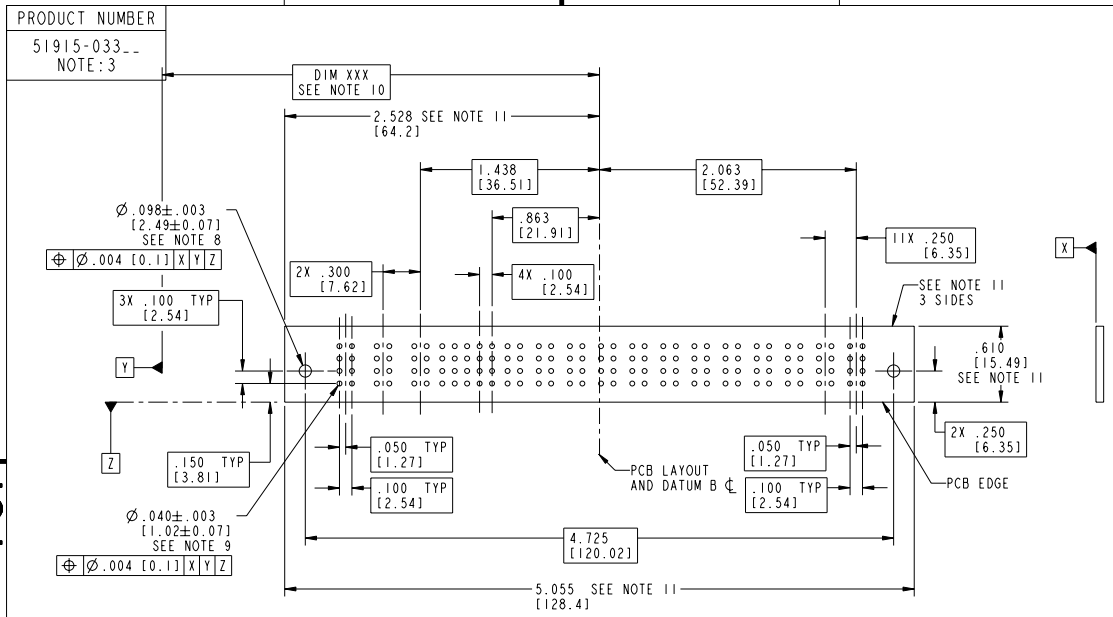 PRODUCT NUMBER
51915-033__
NOTE:3
DIM XXX
SEE NOTE 10
2.528 SEE NOTE 11
[64.2]
1.438
[36.51]
2.063
[52.39]
.863
[21.91]
11X .250
[6.35]
X
Ø.098±.003
[2.49±0.07]
SEE NOTE 8
⌖ Ø.004 [0.1] X Y Z
2X .300
[7.62]
4X .100
[2.54]
3X .100 TYP
[2.54]
SEE NOTE 11
3 SIDES
Y
.610
[15.49]
SEE NOTE 11
Z
.150 TYP
[3.81]
.050 TYP
[1.27]
.100 TYP
[2.54]
PCB LAYOUT
AND DATUM B ℄
.050 TYP
[1.27]
.100 TYP
[2.54]
2X .250
[6.35]
PCB EDGE
Ø.040±.003
[1.02±0.07]
SEE NOTE 9
⌖ Ø.004 [0.1] X Y Z
4.725
[120.02]
5.055 SEE NOTE 11
[128.4]